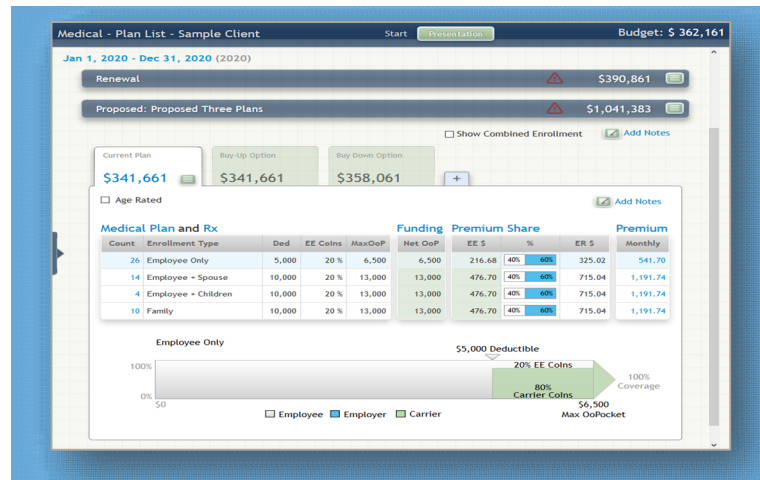 Medical - Plan List - Sample Client Start Presentation Budget: $ 362,161
Jan 1, 2020 - Dec 31, 2020 (2020)
Renewal $390,861
Proposed: Proposed Three Plans $1,041,383
Show Combined Enrollment Add Notes
Current Plan Buy-Up Option Buy Down Option
$341,661 $341,661 $358,061 +
Age Rated Add Notes
Medical Plan and Rx Funding Premium Share Premium
Count Enrollment Type Ded EE CoIns MaxOoP Net OoP EE $ % ER $ Monthly
26 Employee Only 5,000 20 % 6,500 6,500 216.68 40% 60% 325.02 541.70
14 Employee + Spouse 10,000 20 % 13,000 13,000 476.70 40% 60% 715.04 1,191.74
4 Employee + Children 10,000 20 % 13,000 13,000 476.70 40% 60% 715.04 1,191.74
10 Family 10,000 20 % 13,000 13,000 476.70 40% 60% 715.04 1,191.74
Employee Only
$5,000 Deductible
100% 20% EE CoIns
100%
80% Coverage
0% Carrier CoIns
$0 $6,500
Employee Employer Carrier Max OoPocket